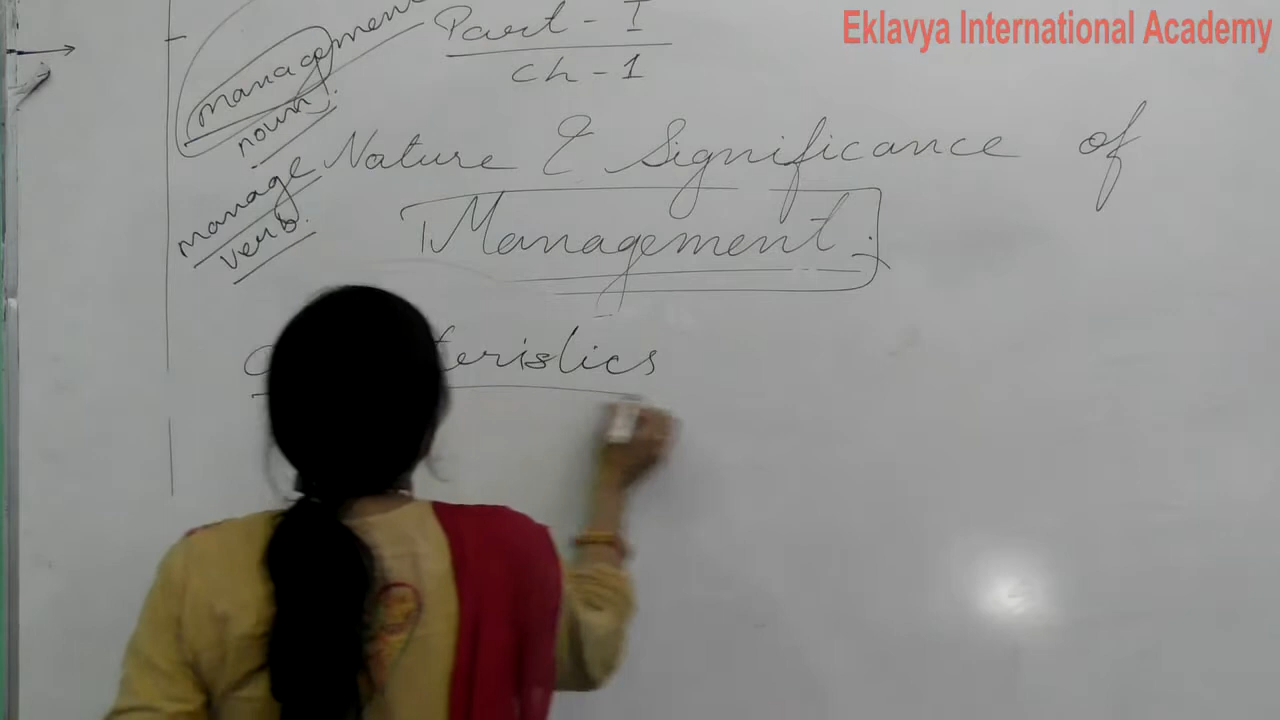 Eklavya International Academy
management
noun
manage
verb.
Part - I
Ch - 1
Nature & Significance of
Management :
teristics